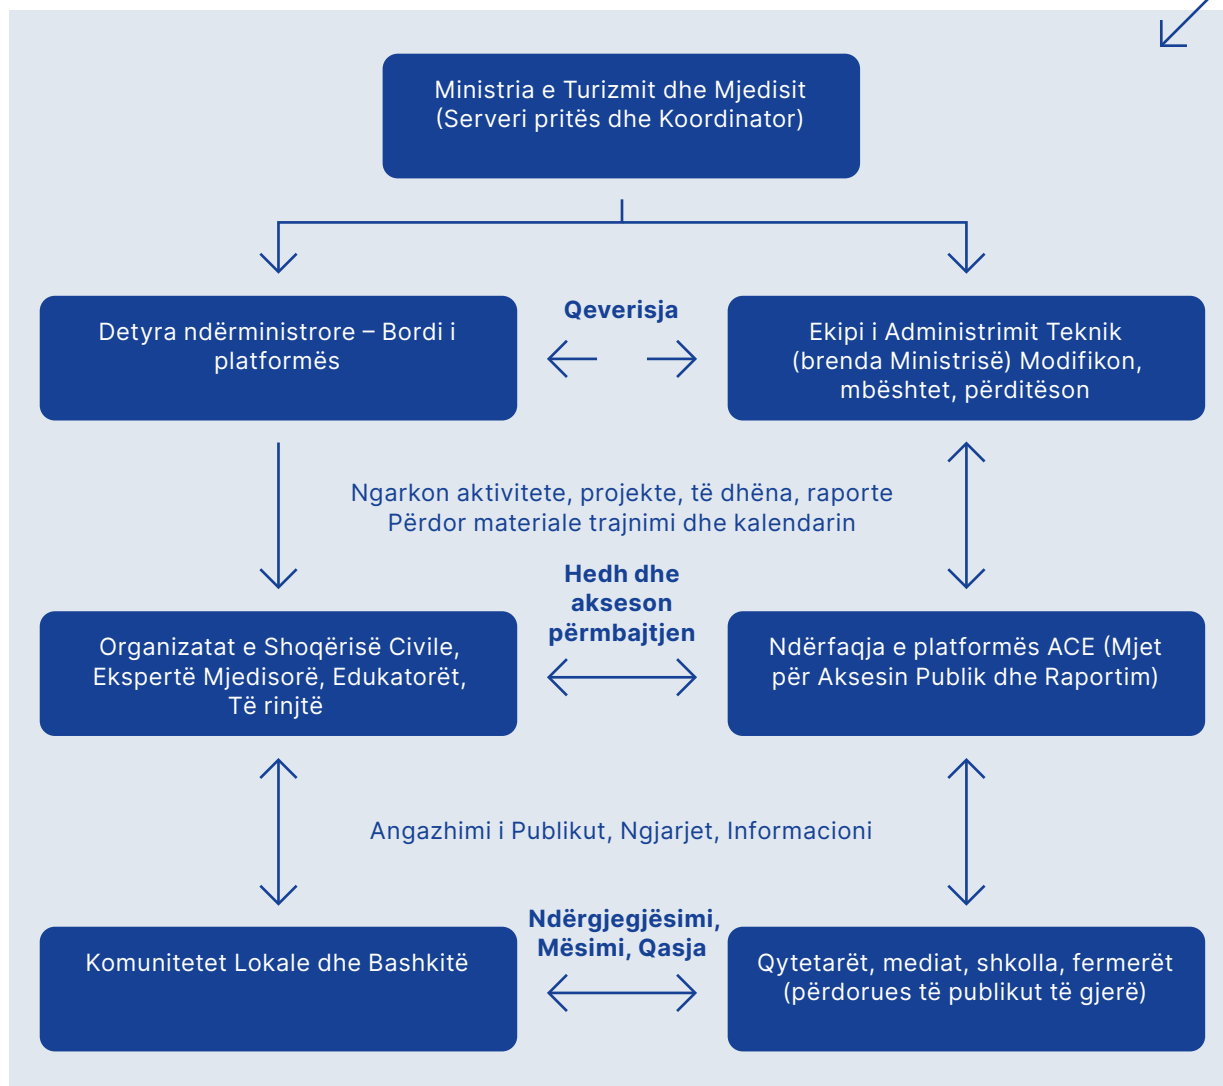 Ministria e Turizmit dhe Mjedisit
(Serveri pritës dhe Koordinator)
Detyra ndërministrore – Bordi i
platformës
Qeverisja
Ekipi i Administrimit Teknik
(brenda Ministrisë) Modifikon,
mbështet, përditëson
Ngarkon aktivitete, projekte, të dhëna, raporte
Përdor materiale trajnimi dhe kalendarin
Organizatat e Shoqërisë Civile,
Ekspertë Mjedisorë, Edukatorët,
Të rinjtë
Hedh dhe
akseson
përmbajtjen
Ndërfaqja e platformës ACE (Mjet
për Aksesin Publik dhe Raportim)
Angazhimi i Publikut, Ngjarjet, Informacioni
Komunitetet Lokale dhe Bashkitë
Ndërgjegjësimi,
Mësimi, Qasja
Qytetarët, mediat, shkolla, fermerët
(përdorues të publikut të gjerë)